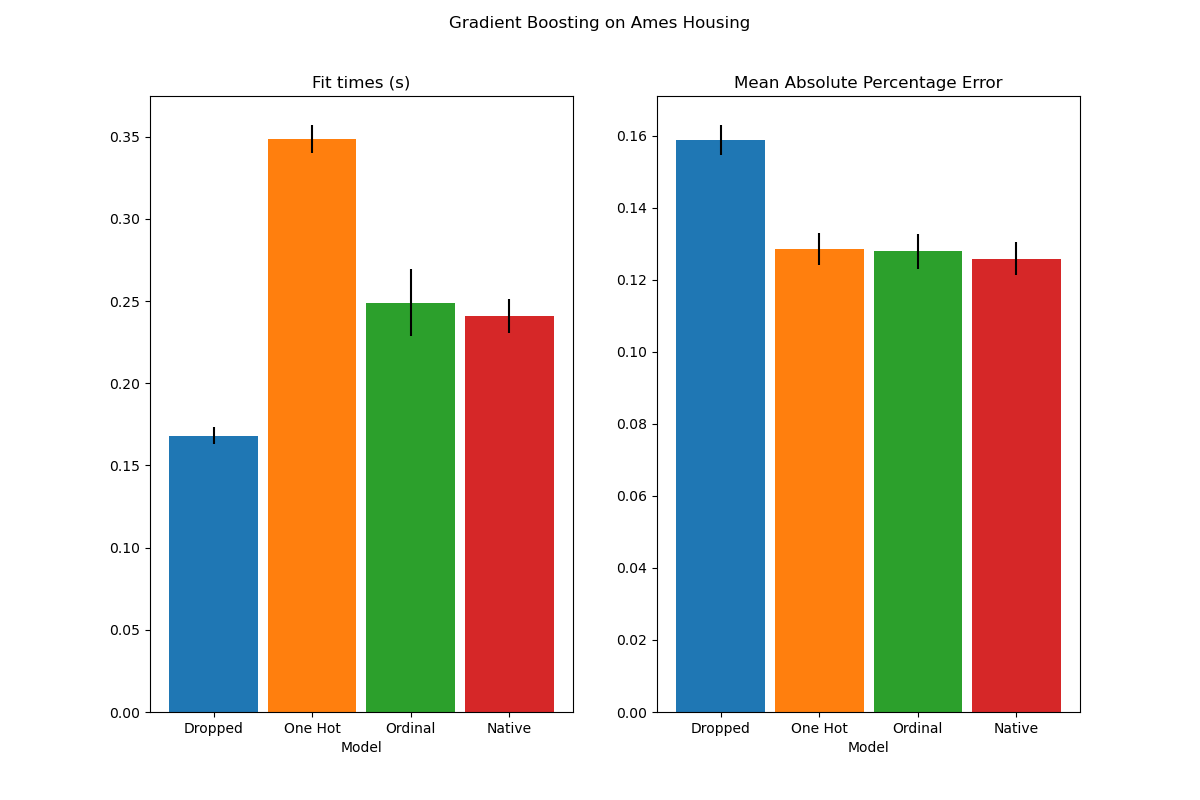 Gradient Boosting on Ames Housing
Fit times (s)
0.35
0.30
0.25
0.20
0.15
0.10
0.05
0.00
Dropped One Hot Ordinal Native
Model
Mean Absolute Percentage Error
0.16
0.14
0.12
0.10
0.08
0.06
0.04
0.02
0.00
Dropped One Hot Ordinal Native
Model